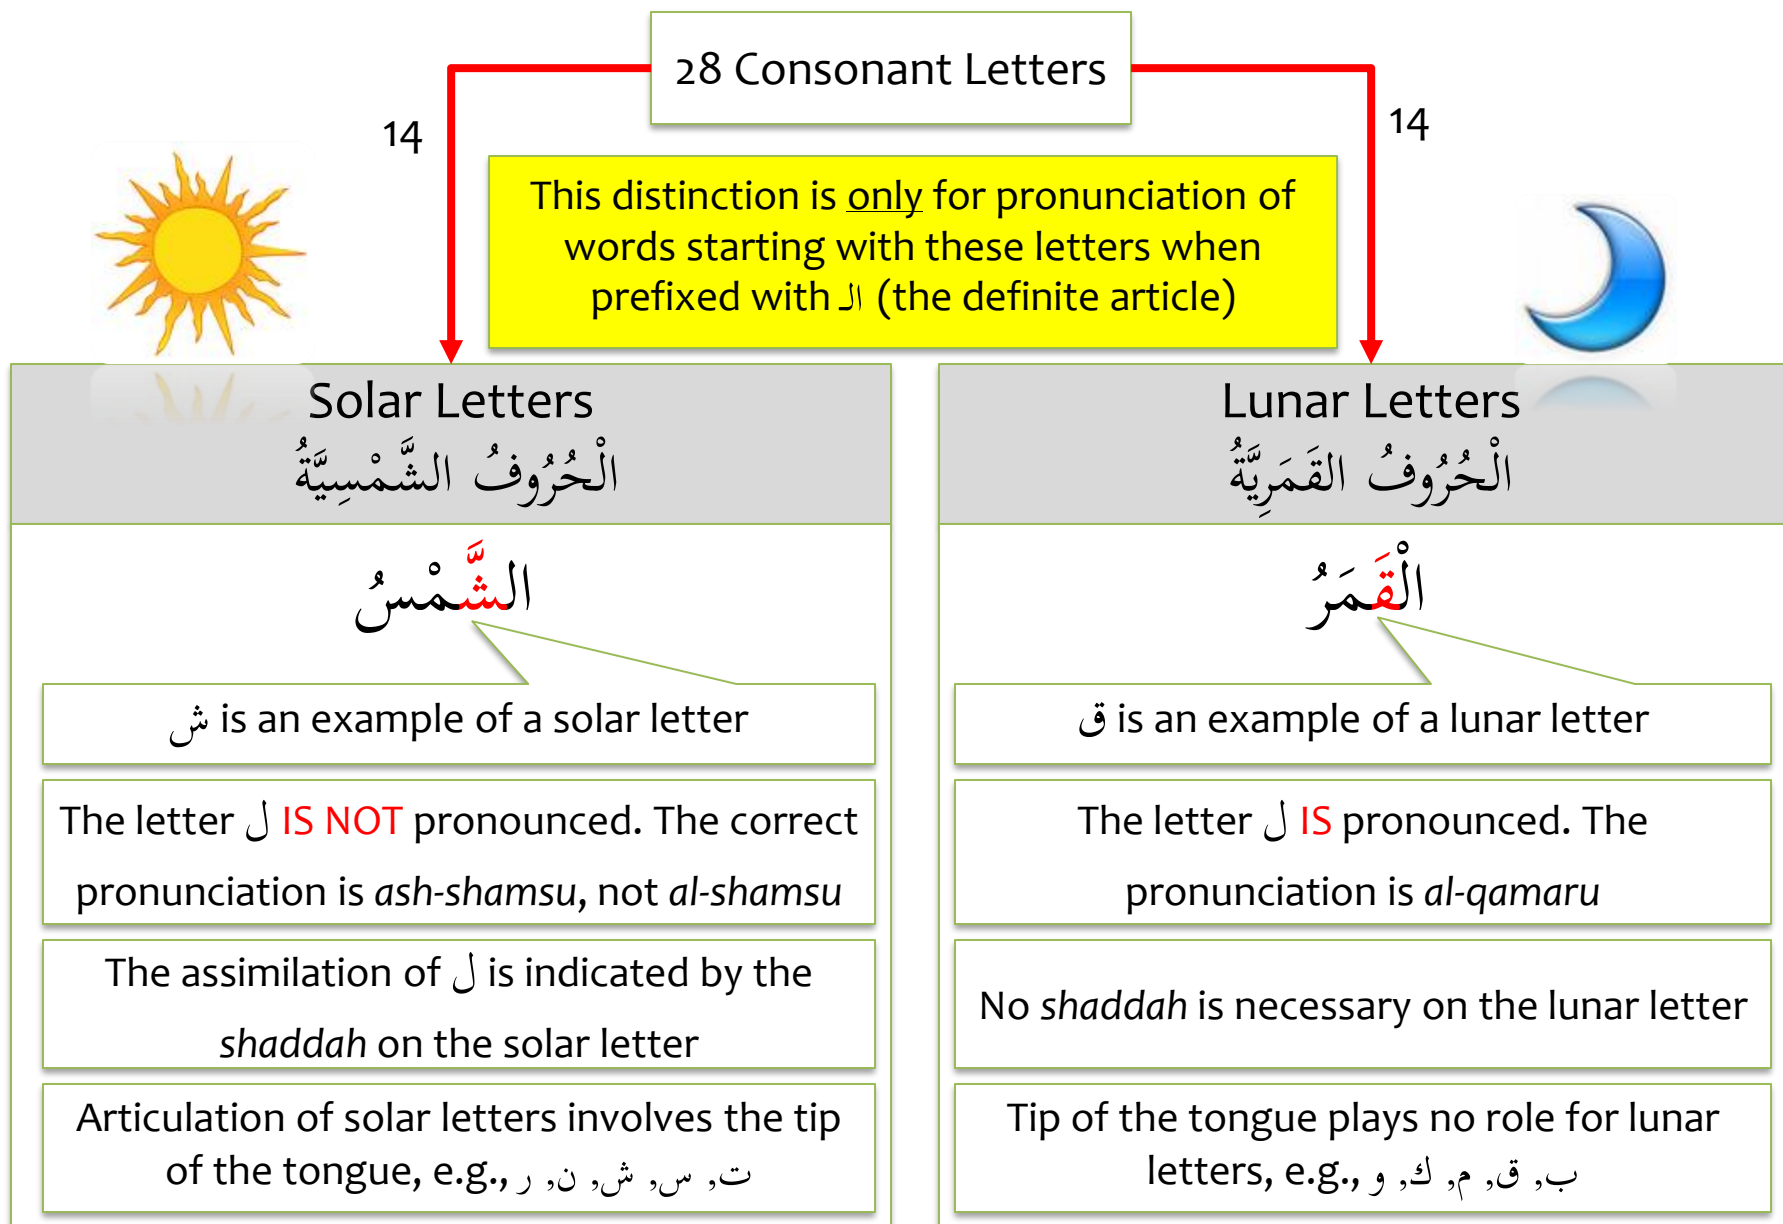 28 Consonant Letters
14
14
This distinction is only for pronunciation of
words starting with these letters when
prefixed with الـ (the definite article)
Solar Letters
الْحُرُوفُ الشَّمْسِيَّةُ
الشَّمْسُ
ش is an example of a solar letter
The letter ل IS NOT pronounced. The correct
pronunciation is ash-shamsu, not al-shamsu
The assimilation of ل is indicated by the
shaddah on the solar letter
Articulation of solar letters involves the tip
of the tongue, e.g., ت, س, ش, ن, ر
Lunar Letters
الْحُرُوفُ القَمَرِيَّةُ
الْقَمَرُ
ق is an example of a lunar letter
The letter ل IS pronounced. The
pronunciation is al-qamaru
No shaddah is necessary on the lunar letter
Tip of the tongue plays no role for lunar
letters, e.g., ب, ق, م, ك, و